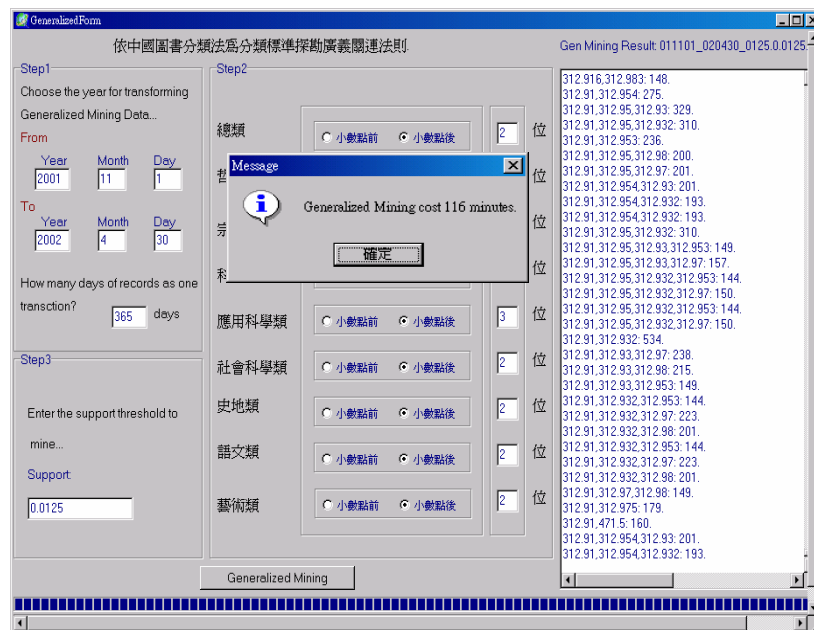 GeneralizedForm
依中國圖書分類法為分類標準探勘廣義關連法則.
Gen Mining Result: 011101_020430_0125.0.0125.
Step1
Choose the year for transforming
Generalized Mining Data...
From
Year Month Day
2001 11 1
To
Year Month Day
2002 4 30
How many days of records as one
transction?
365 days
Step3
Enter the support threshold to
mine...
Support:
0.0125
Step2
總類 小數點前 小數點後 2 位
位
位
位
應用科學類 小數點前 小數點後 3 位
社會科學類 小數點前 小數點後 2 位
史地類 小數點前 小數點後 2 位
語文類 小數點前 小數點後 2 位
藝術類 小數點前 小數點後 2 位
Message
Generalized Mining cost 116 minutes.
確定
Generalized Mining
312.916,312.983: 148.
312.91,312.954: 275.
312.91,312.95,312.93: 329.
312.91,312.95,312.932: 310.
312.91,312.953: 236.
312.91,312.95,312.98: 200.
312.91,312.95,312.97: 201.
312.91,312.954,312.93: 201.
312.91,312.954,312.932: 193.
312.91,312.954,312.932: 193.
312.91,312.95,312.932: 310.
312.91,312.95,312.93,312.953: 149.
312.91,312.95,312.93,312.97: 157.
312.91,312.95,312.932,312.953: 144.
312.91,312.95,312.932,312.97: 150.
312.91,312.95,312.932,312.953: 144.
312.91,312.95,312.932,312.97: 150.
312.91,312.932: 534.
312.91,312.93,312.97: 238.
312.91,312.93,312.98: 215.
312.91,312.93,312.953: 149.
312.91,312.932,312.953: 144.
312.91,312.932,312.97: 223.
312.91,312.932,312.98: 201.
312.91,312.932,312.953: 144.
312.91,312.932,312.97: 223.
312.91,312.932,312.98: 201.
312.91,312.97,312.98: 149.
312.91,312.975: 179.
312.91,471.5: 160.
312.91,312.954,312.93: 201.
312.91,312.954,312.932: 193.